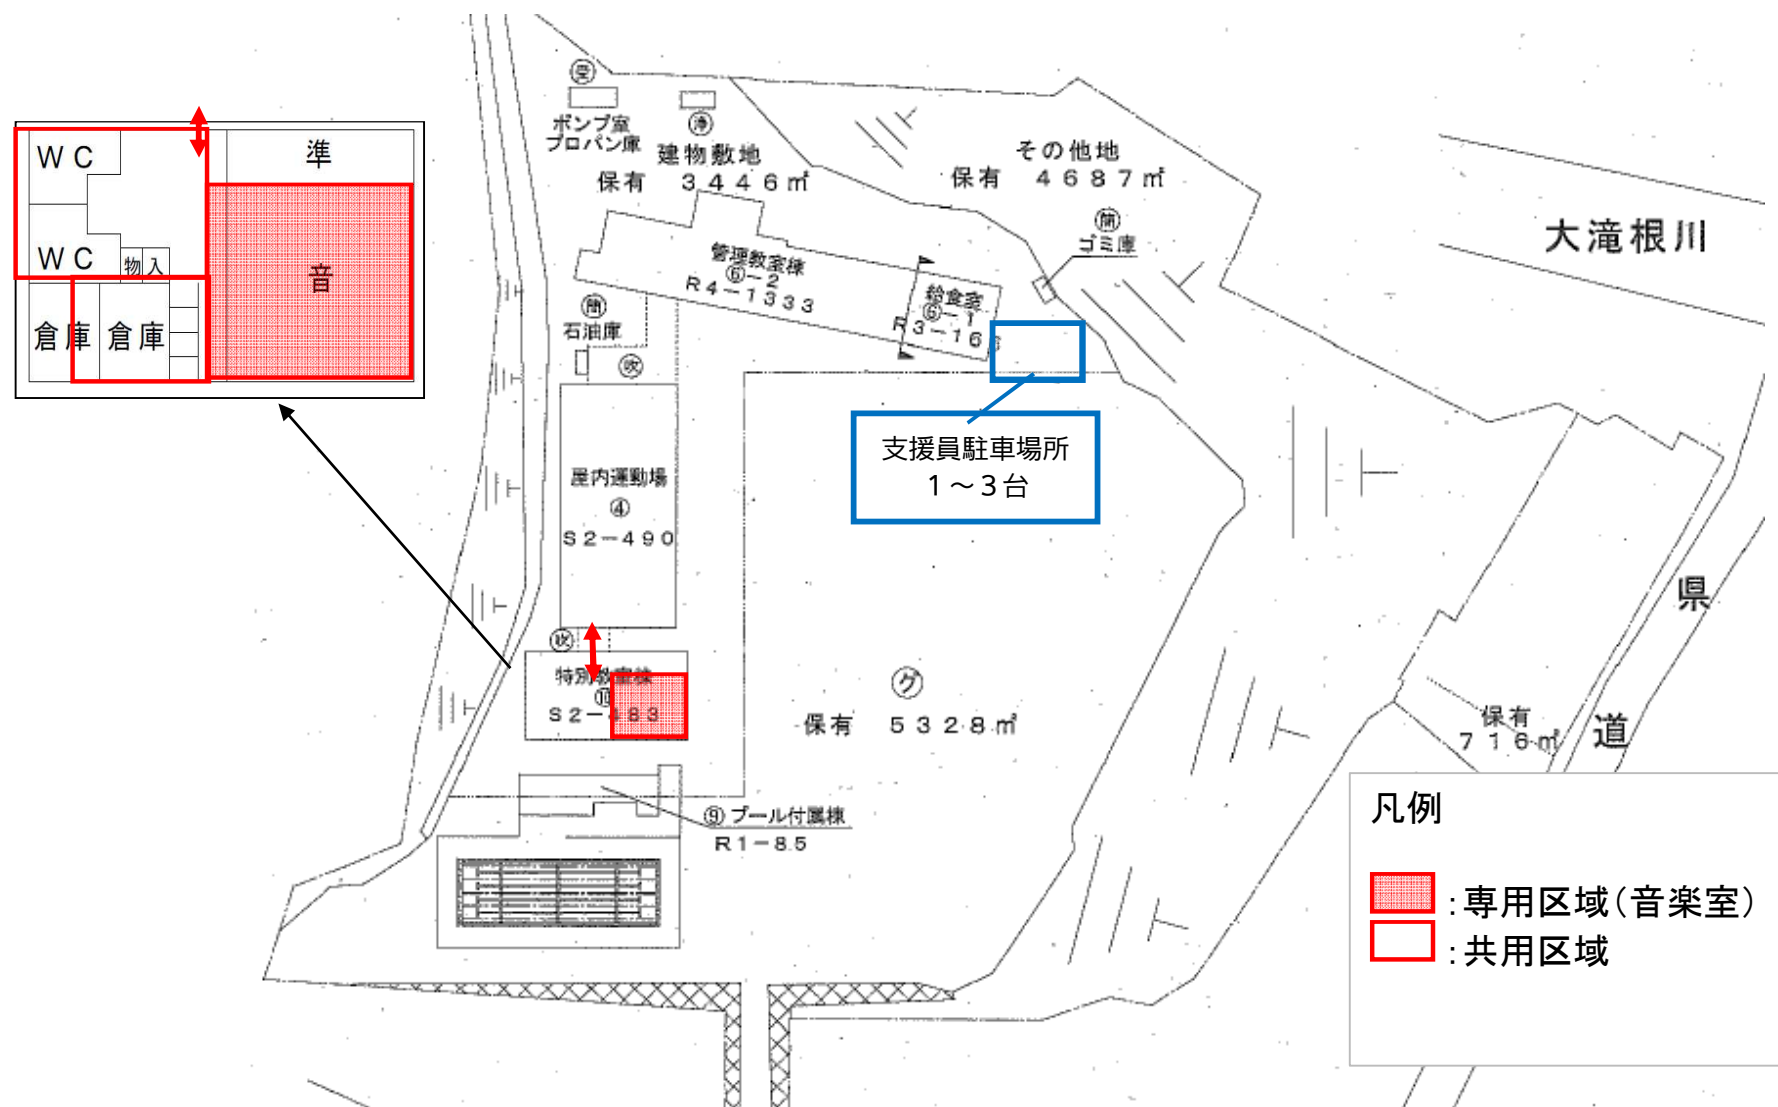 ＷＣ
準
ＷＣ
物入
音
倉庫
倉庫
受
ポンプ室
プロパン庫
浄
建物敷地
保有　３４４６㎡
その他地
保有　４６８７㎡
簡
ゴミ庫
大滝根川
管理教室棟
⑥－２
Ｒ４－１３３３
給食室
⑥－１
Ｒ３－１６６
簡
石油庫
吹
支援員駐車場所
１～３台
屋内運動場
④
Ｓ２－４９０
吹
特別教室棟
⑩
Ｓ２－４８３
グ
保有　５３２８㎡
県
道
保有
７１６㎡
⑨プール付属棟
Ｒ１－８５
凡例
：専用区域（音楽室）
：共用区域